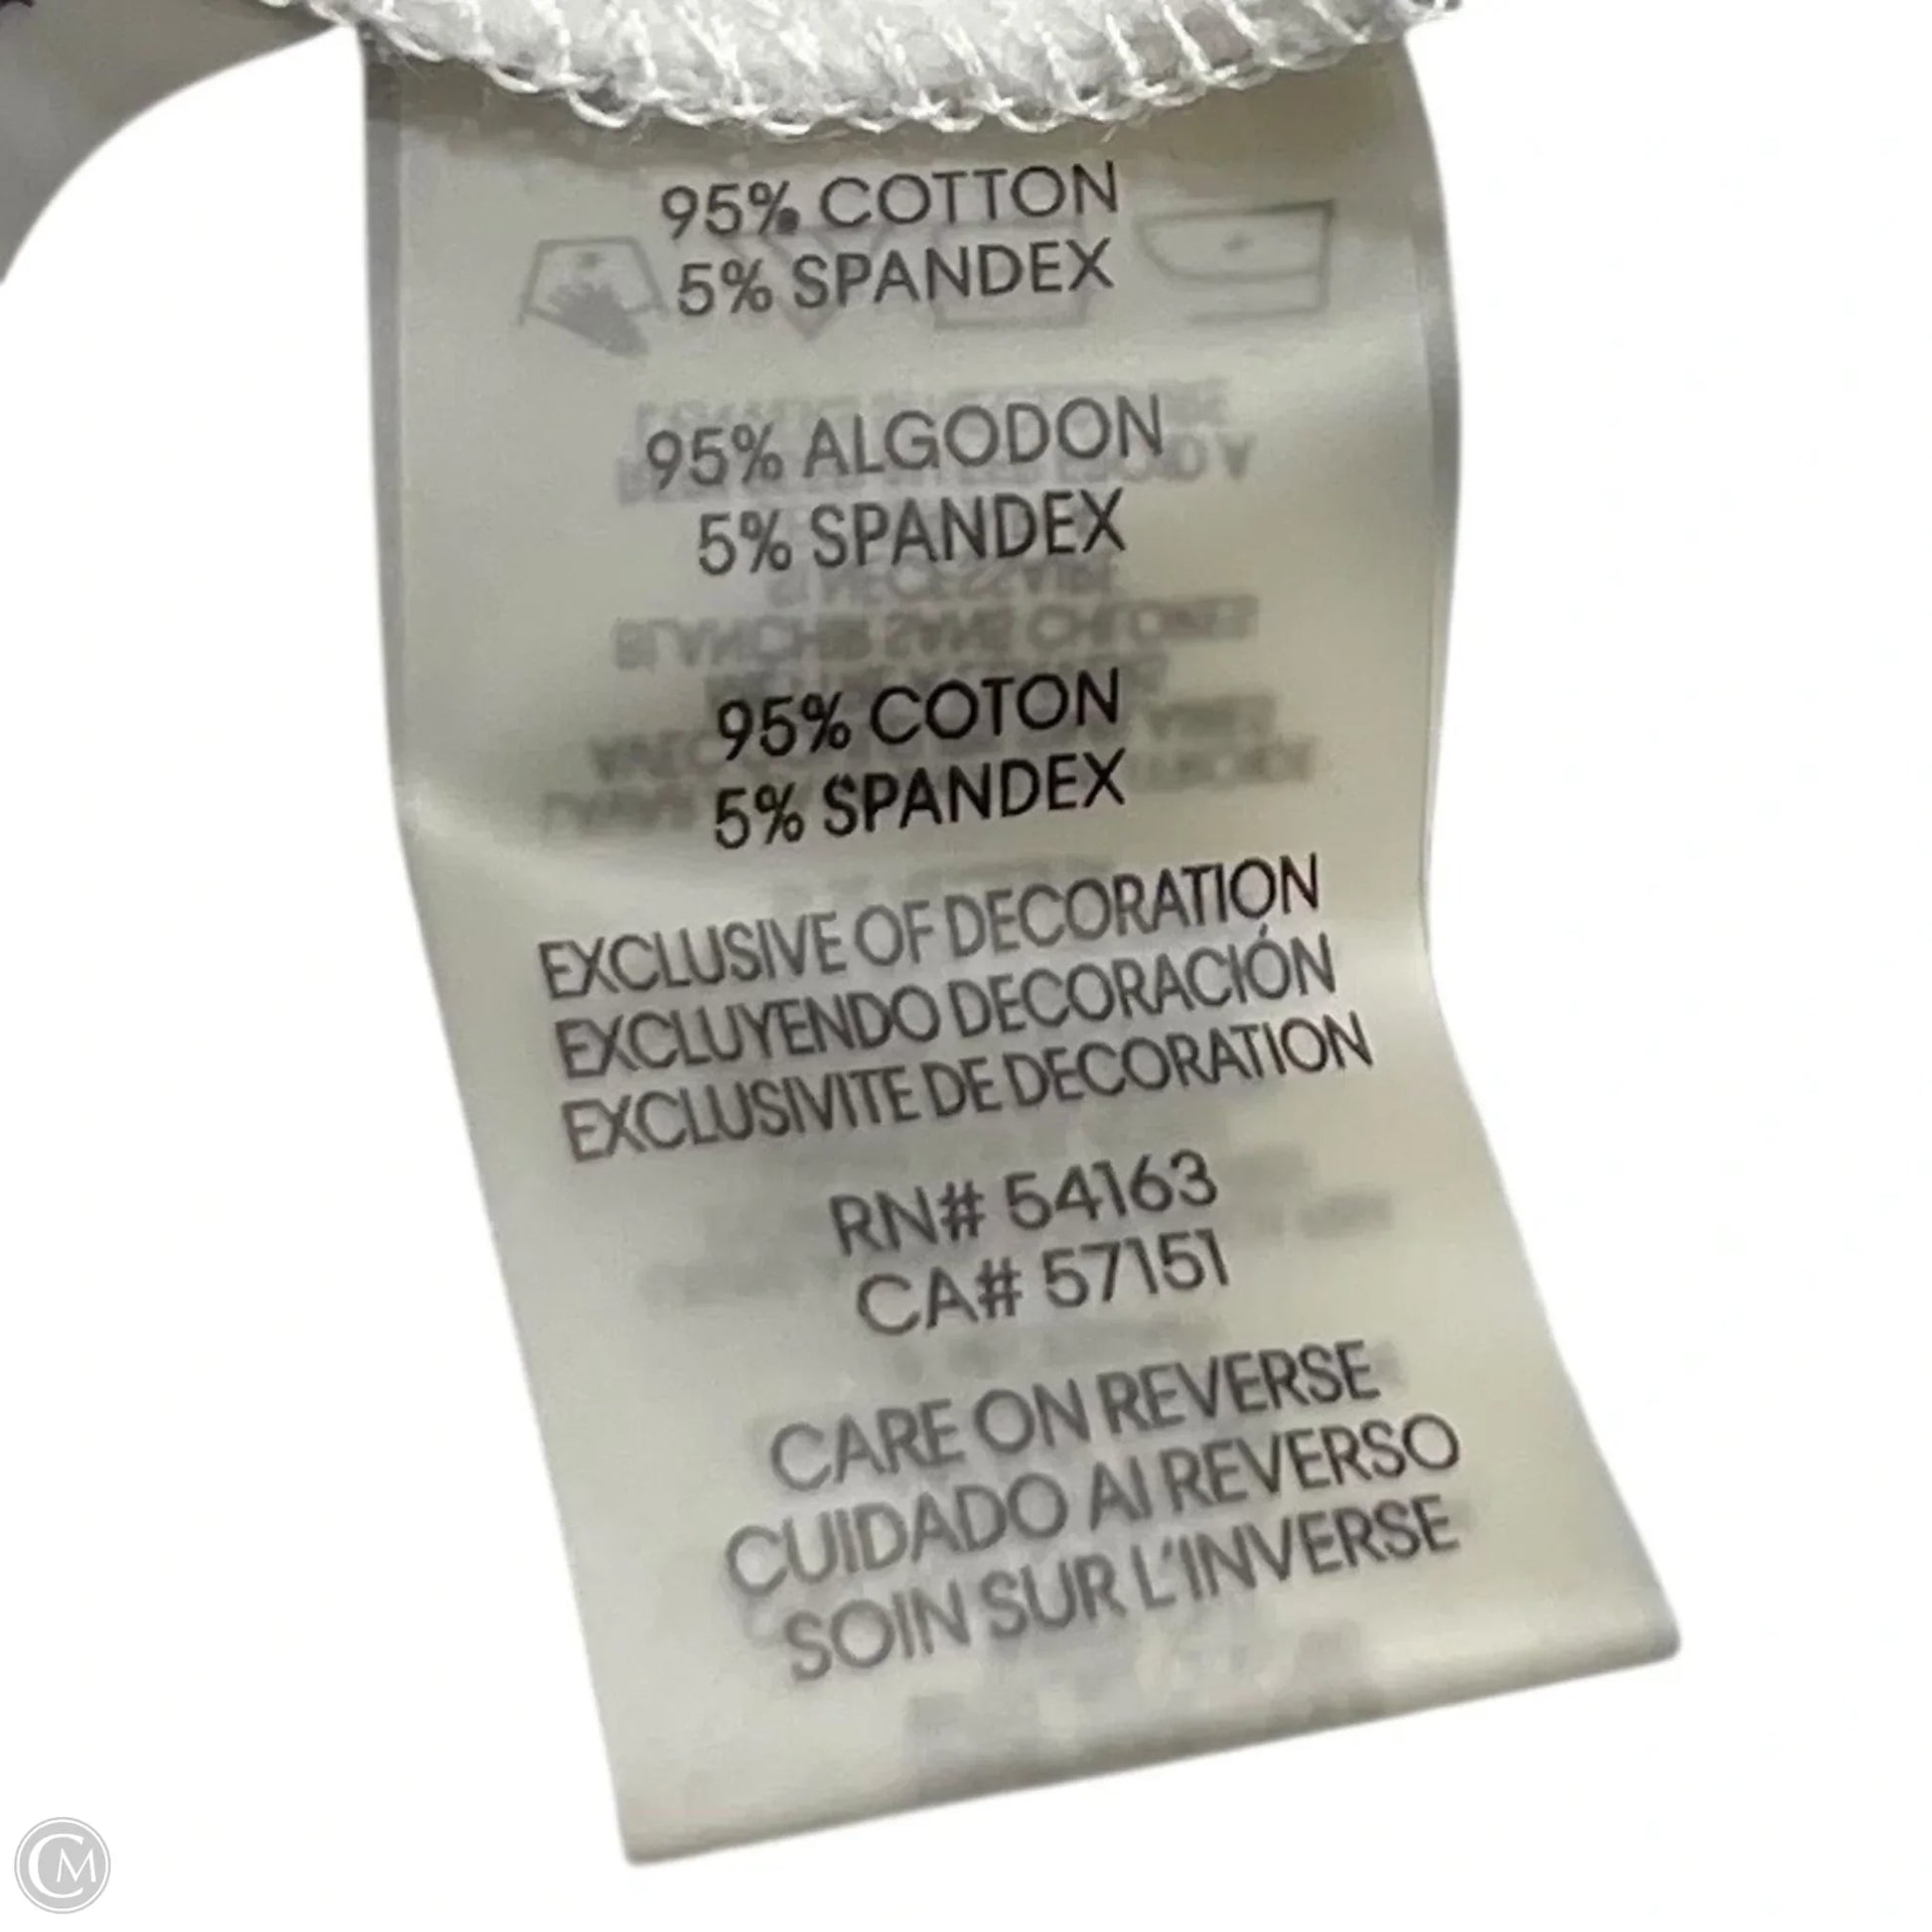 95% COTTON
5% SPANDEX
95% ALGODON
5% SPANDEX
95% COTON
5% SPANDEX
EXCLUSIVE OF DECORATION
EXCLUYENDO DECORACIÓN
EXCLUSIVITE DE DECORATION
RN# 54163
CA# 57151
CARE ON REVERSE
CUIDADO AI REVERSO
SOIN SUR L'INVERSE
CM